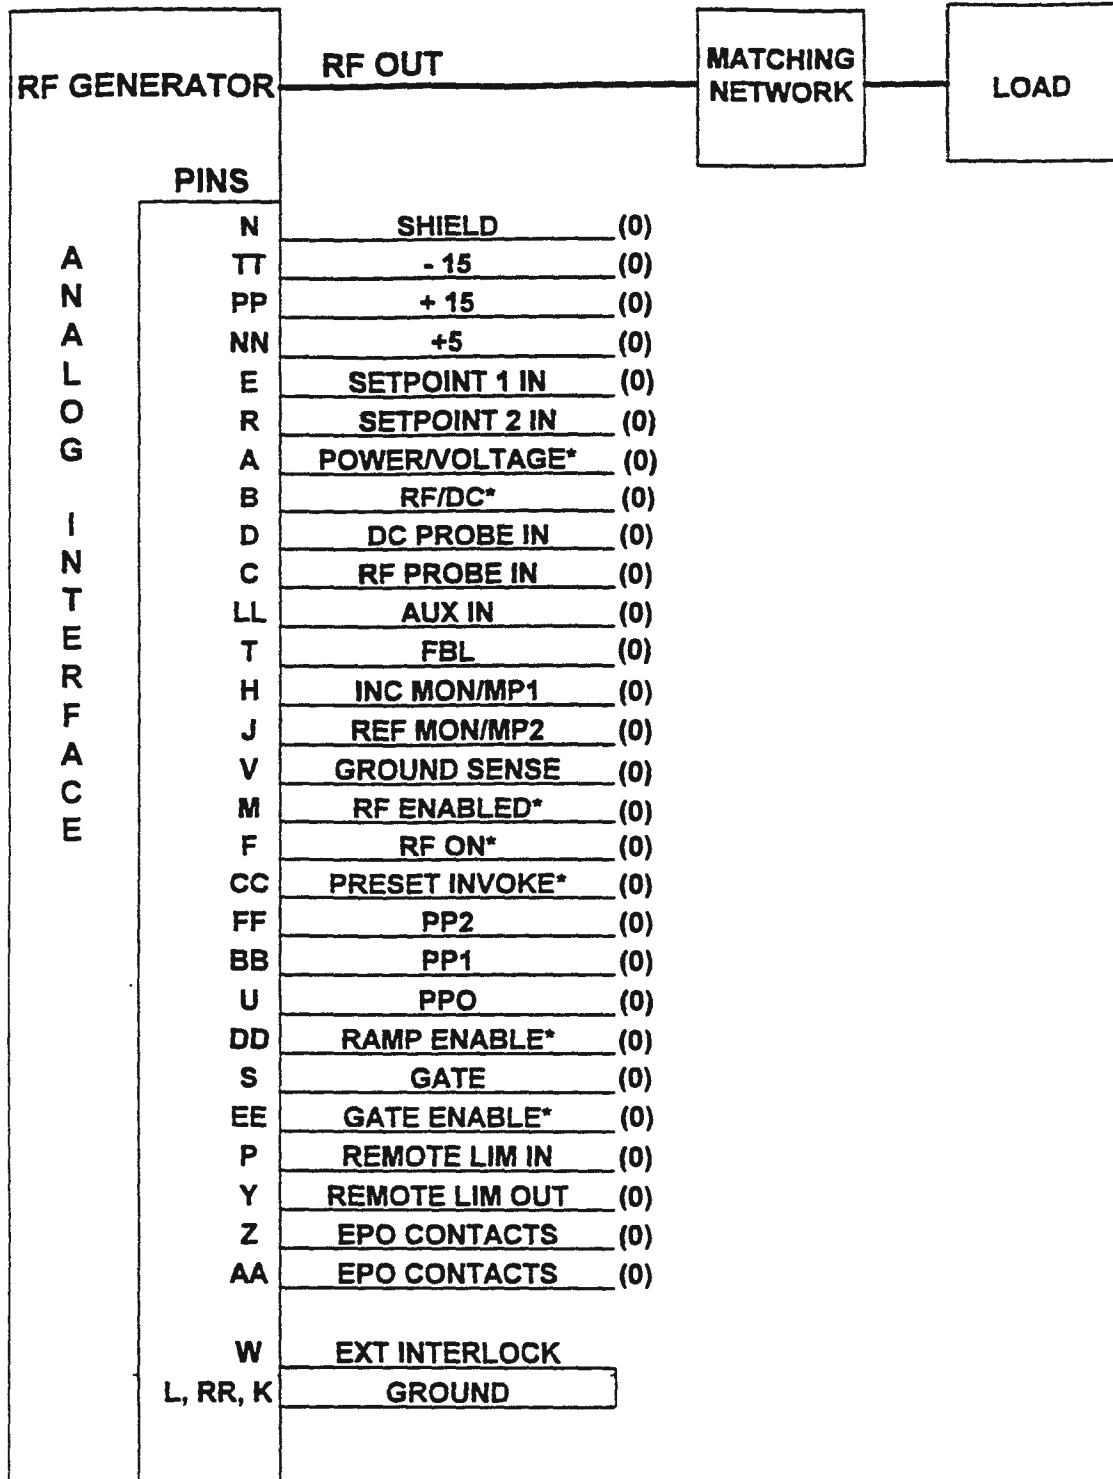 RF GENERATOR
RF OUT
MATCHING
NETWORK
LOAD
PINS
ANALOG INTERFACE
N SHIELD (0)
TT - 15 (0)
PP + 15 (0)
NN +5 (0)
E SETPOINT 1 IN (0)
R SETPOINT 2 IN (0)
A POWER/VOLTAGE* (0)
B RF/DC* (0)
D DC PROBE IN (0)
C RF PROBE IN (0)
LL AUX IN (0)
T FBL (0)
H INC MON/MP1 (0)
J REF MON/MP2 (0)
V GROUND SENSE (0)
M RF ENABLED* (0)
F RF ON* (0)
CC PRESET INVOKE* (0)
FF PP2 (0)
BB PP1 (0)
U PPO (0)
DD RAMP ENABLE* (0)
S GATE (0)
EE GATE ENABLE* (0)
P REMOTE LIM IN (0)
Y REMOTE LIM OUT (0)
Z EPO CONTACTS (0)
AA EPO CONTACTS (0)
W EXT INTERLOCK
L, RR, K GROUND